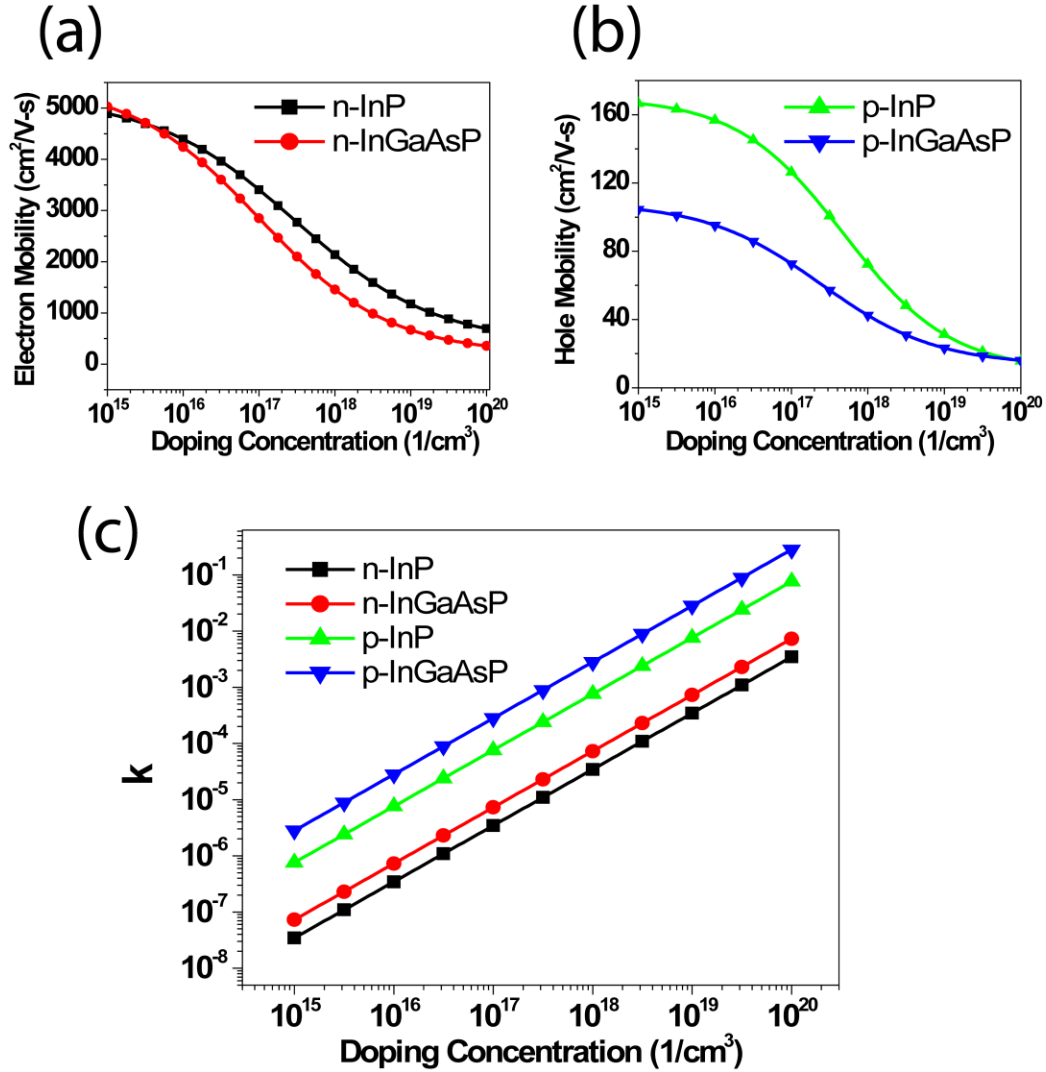 (a)
n-InP
n-InGaAsP
5000
4000
3000
2000
1000
0
Electron Mobility (cm²/V-s)
10¹⁵ 10¹⁶ 10¹⁷ 10¹⁸ 10¹⁹ 10²⁰
Doping Concentration (1/cm³)
(b)
p-InP
p-InGaAsP
160
120
80
40
0
Hole Mobility (cm²/V-s)
10¹⁵ 10¹⁶ 10¹⁷ 10¹⁸ 10¹⁹ 10²⁰
Doping Concentration (1/cm³)
(c)
n-InP
n-InGaAsP
p-InP
p-InGaAsP
10⁻¹
10⁻²
10⁻³
10⁻⁴
10⁻⁵
10⁻⁶
10⁻⁷
10⁻⁸
k
10¹⁵ 10¹⁶ 10¹⁷ 10¹⁸ 10¹⁹ 10²⁰
Doping Concentration (1/cm³)